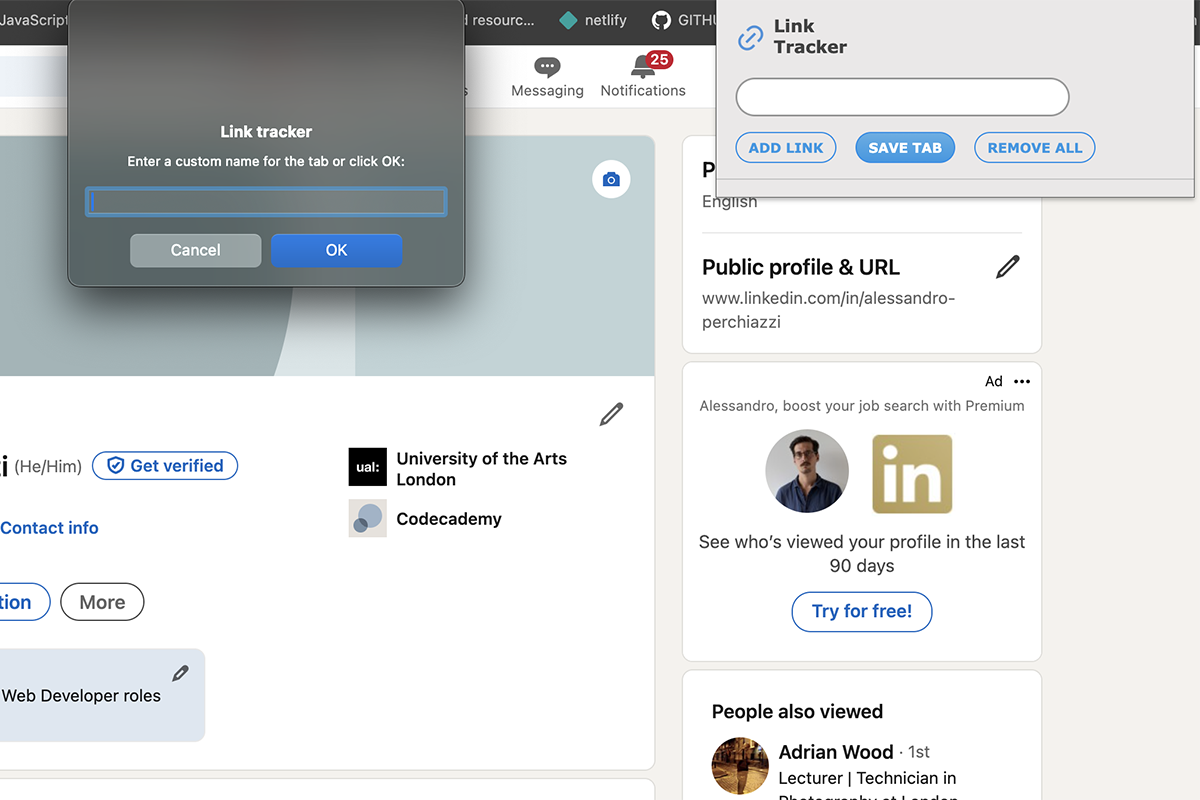 JavaScript
d resourc...
netlify
GITHU
Link
Tracker
ADD LINK
SAVE TAB
REMOVE ALL
Link tracker
Enter a custom name for the tab or click OK:
Cancel
OK
s
Messaging
25
Notifications
P
English
Public profile & URL
www.linkedin.com/in/alessandro-
perchiazzi
i (He/Him)
Get verified
Contact info
ual:
University of the Arts
London
Codecademy
tion
More
Web Developer roles
Ad
Alessandro, boost your job search with Premium
in
See who's viewed your profile in the last
90 days
Try for free!
People also viewed
Adrian Wood · 1st
Lecturer | Technician in
Photography at London